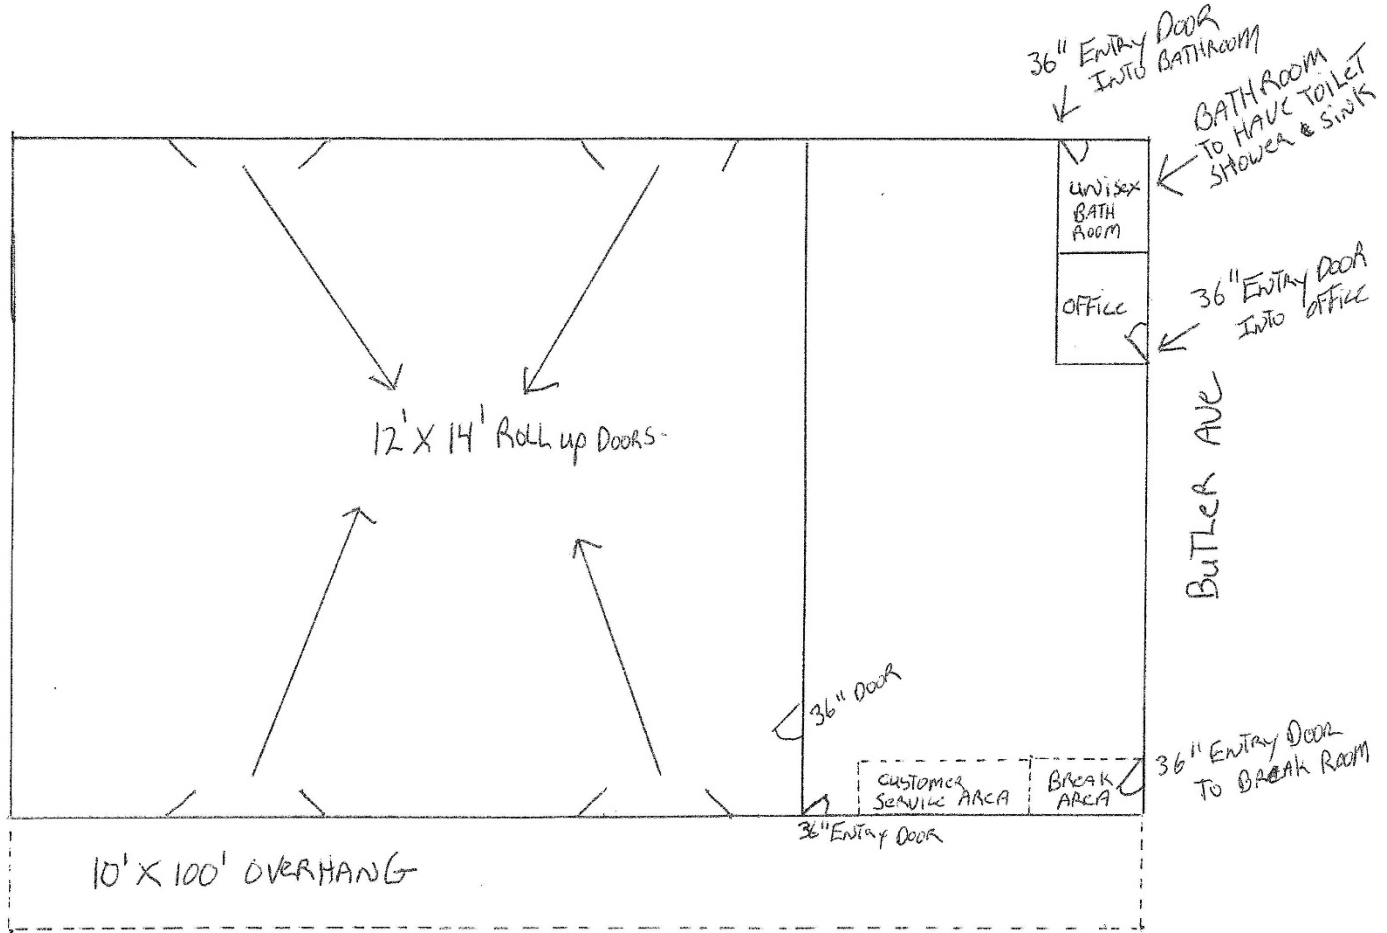 36" ENTRY DOOR
INTO BATHROOM
BATHROOM
TO HAVE TOILET
SHOWER & SINK
UNISEX
BATH
ROOM
OFFICE
36" ENTRY DOOR
INTO OFFICE
BUTLER AVE
12' X 14' ROLL UP DOORS
36" DOOR
36" ENTRY DOOR
TO BREAK ROOM
CUSTOMER
SERVICE AREA
BREAK
AREA
36" ENTRY DOOR
10' X 100' OVERHANG